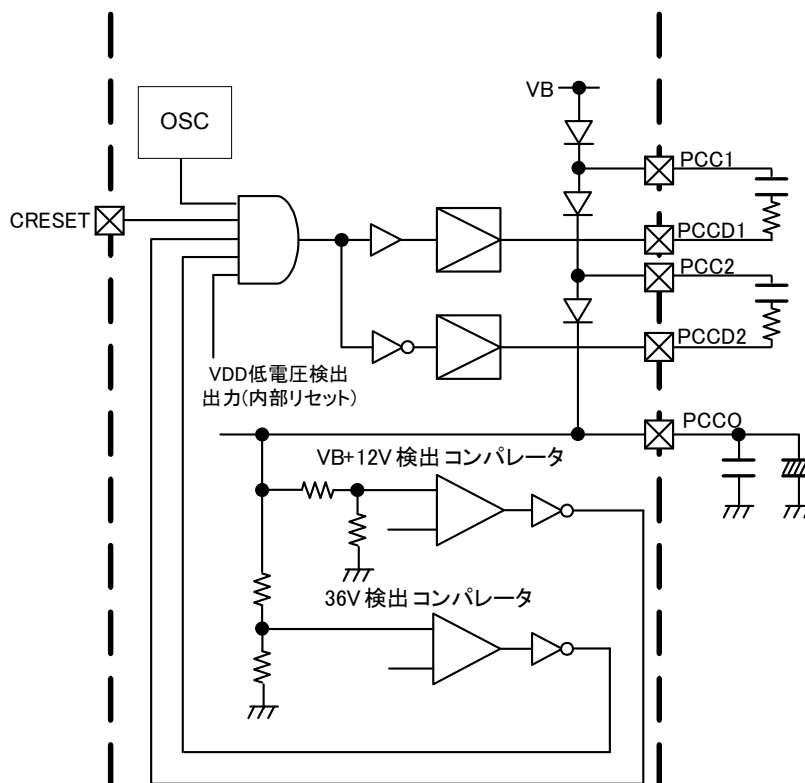 VB
OSC
PCC1
CRESET
PCCD1
PCC2
PCCD2
VDD低電圧検出
出力(内部リセット)
PCCO
VB+12V 検出 コンパレータ
36V 検出 コンパレータ